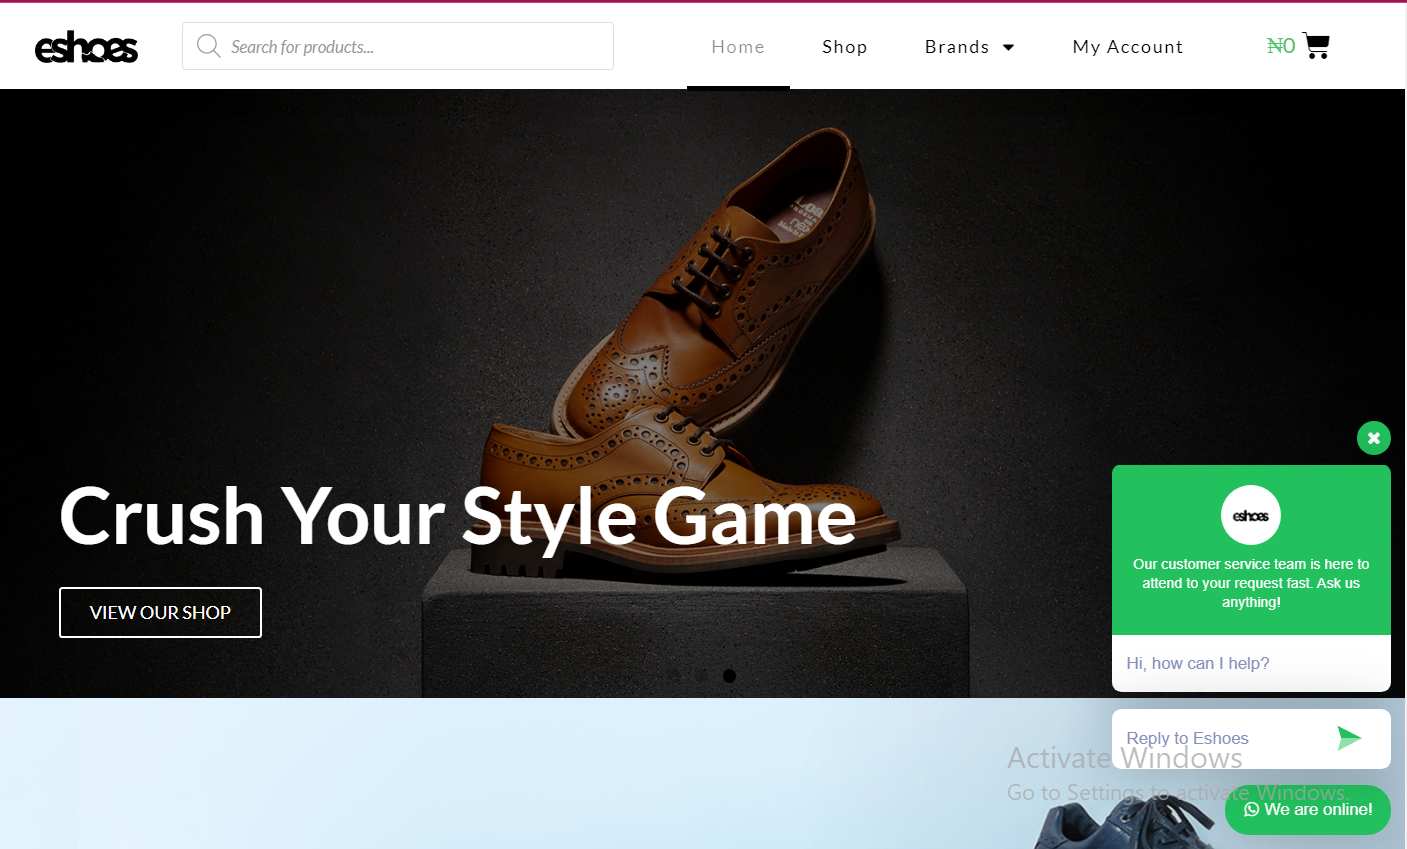 eshoes
Search for products...
Home
Shop
Brands
My Account
₦0
Crush Your Style Game
VIEW OUR SHOP
eshoes
Our customer service team is here to
attend to your request fast. Ask us
anything!
Hi, how can I help?
Reply to Eshoes
Activate Windows
Go to Settings to activate Windows.
We are online!